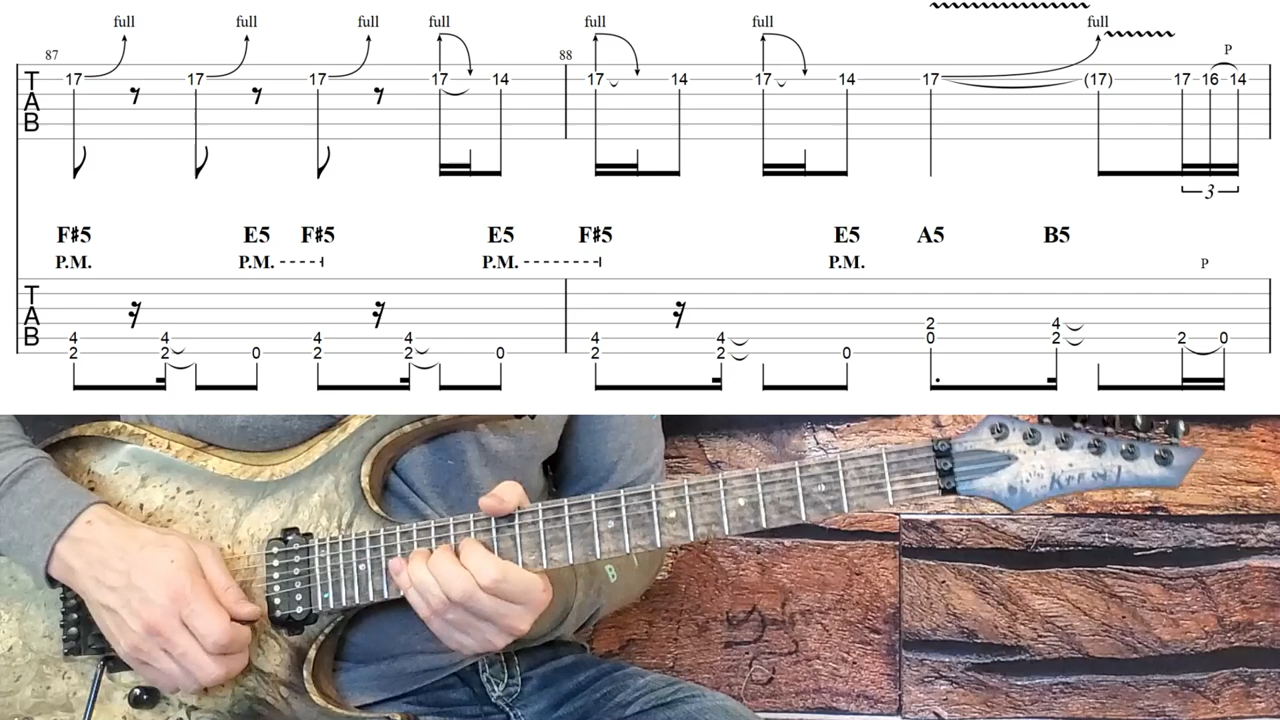 full full full full full full full
87 88
P
17 17 17 17 14 17 14 17 14 17 (17) 17 16 14
T
A
B
3
F♯5 E5 F♯5 E5 F♯5 E5 A5 B5
P.M. P.M. P.M. P.M. P
T
A
B
2 4
4 4 4 4 4 4 0 2 2 0
2 2 0 2 2 0 2 2 0